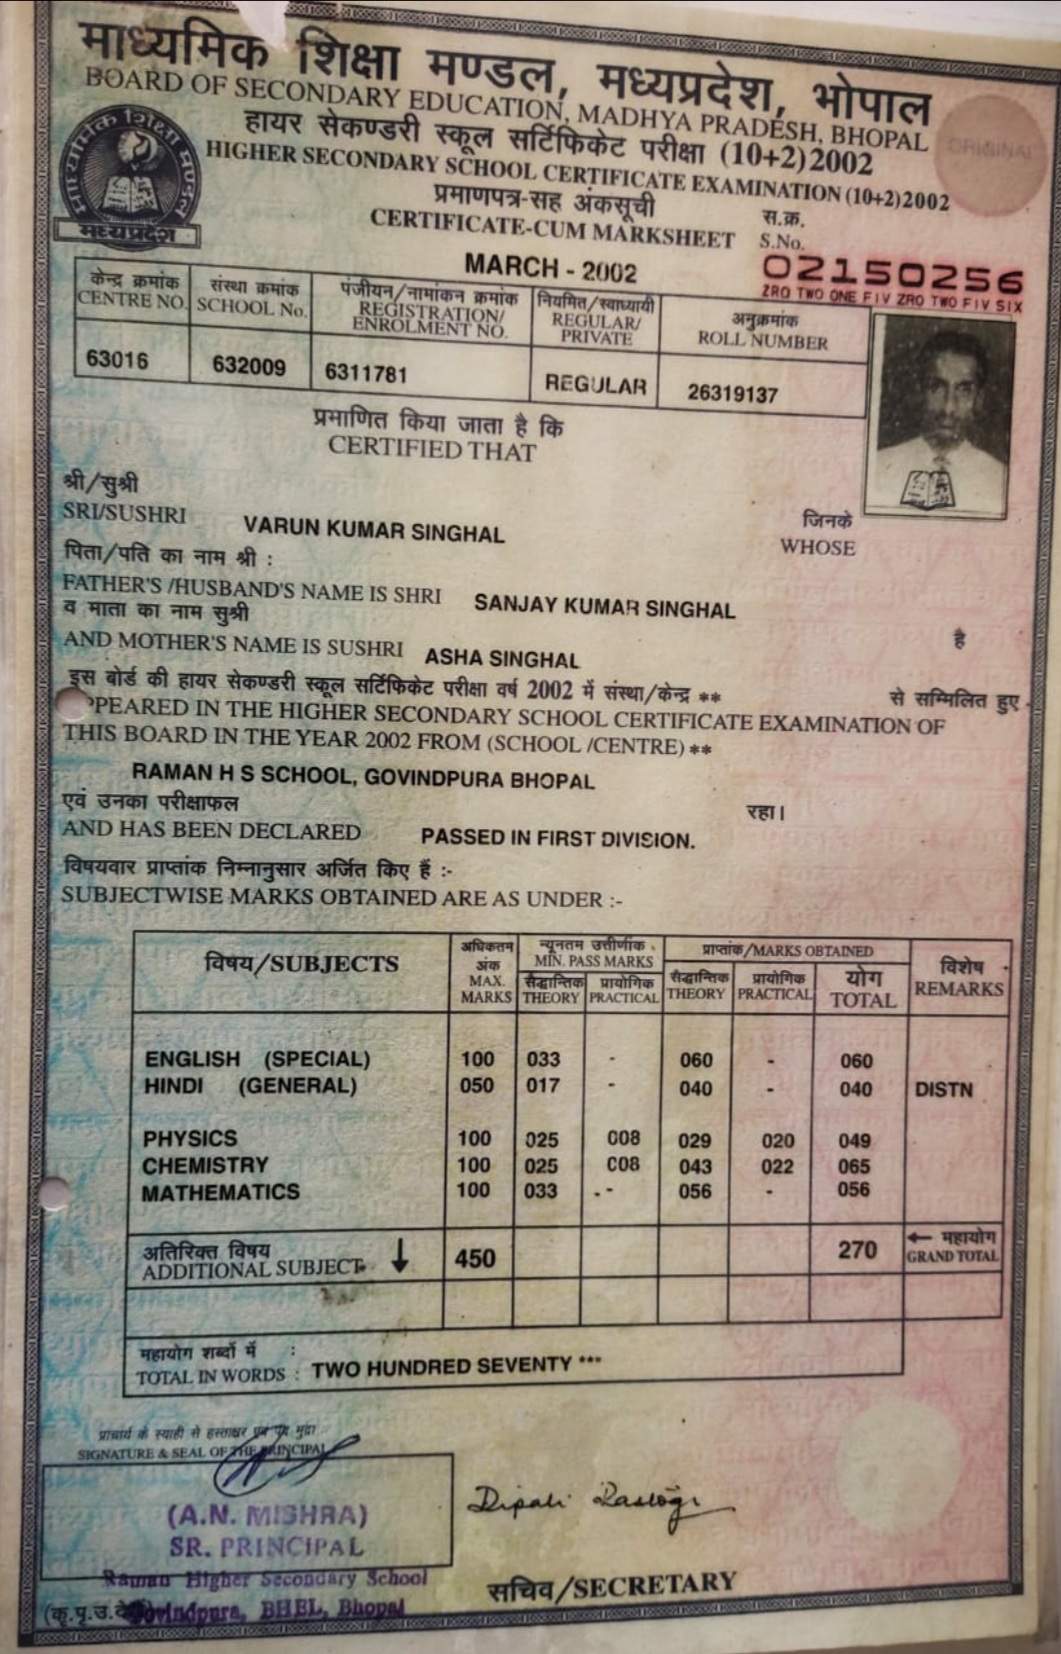 माध्यमिक शिक्षा मण्डल, मध्यप्रदेश, भोपाल
BOARD OF SECONDARY EDUCATION, MADHYA PRADESH, BHOPAL
हायर सेकण्डरी स्कूल सर्टिफिकेट परीक्षा (10+2) 2002
HIGHER SECONDARY SCHOOL CERTIFICATE EXAMINATION (10+2) 2002
प्रमाणपत्र-सह अंकसूची
CERTIFICATE-CUM MARKSHEET
ORIGINAL
माध्यमिक शिक्षा मण्डल
मध्यप्रदेश
स.क्र.
S.No.
MARCH - 2002
02150256
ZRO TWO ONE FIV ZRO TWO FIV SIX
केन्द्र क्रमांक CENTRE NO. संस्था क्रमांक SCHOOL No. पंजीयन/नामांकन क्रमांक REGISTRATION/ ENROLMENT NO. नियमित/स्वाध्यायी REGULAR/ PRIVATE अनुक्रमांक ROLL NUMBER
63016 632009 6311781 REGULAR 26319137
प्रमाणित किया जाता है कि
CERTIFIED THAT
श्री/सुश्री
SRI/SUSHRI VARUN KUMAR SINGHAL
जिनके
WHOSE
पिता/पति का नाम श्री :
FATHER'S /HUSBAND'S NAME IS SHRI SANJAY KUMAR SINGHAL
व माता का नाम सुश्री
AND MOTHER'S NAME IS SUSHRI ASHA SINGHAL
है
इस बोर्ड की हायर सेकण्डरी स्कूल सर्टिफिकेट परीक्षा वर्ष 2002 में संस्था/केन्द्र ** से सम्मिलित हुए
PPEARED IN THE HIGHER SECONDARY SCHOOL CERTIFICATE EXAMINATION OF
THIS BOARD IN THE YEAR 2002 FROM (SCHOOL /CENTRE) **
RAMAN H S SCHOOL, GOVINDPURA BHOPAL
एवं उनका परीक्षाफल रहा।
AND HAS BEEN DECLARED PASSED IN FIRST DIVISION.
विषयवार प्राप्तांक निम्नानुसार अर्जित किए हैं :-
SUBJECTWISE MARKS OBTAINED ARE AS UNDER :-
विषय/SUBJECTS अधिकतम अंक MAX. MARKS न्यूनतम उत्तीर्णांक MIN. PASS MARKS प्राप्तांक/MARKS OBTAINED विशेष REMARKS
सैद्धान्तिक THEORY प्रायोगिक PRACTICAL सैद्धान्तिक THEORY प्रायोगिक PRACTICAL योग TOTAL
ENGLISH (SPECIAL) 100 033 - 060 - 060
HINDI (GENERAL) 050 017 - 040 - 040 DISTN
PHYSICS 100 025 008 029 020 049
CHEMISTRY 100 025 008 043 022 065
MATHEMATICS 100 033 - 056 - 056
अतिरिक्त विषय
ADDITIONAL SUBJECT ↓ 450 270 ← महायोग GRAND TOTAL
महायोग शब्दों में :
TOTAL IN WORDS : TWO HUNDRED SEVENTY ***
प्राचार्य के स्याही से हस्ताक्षर एवं पद मुद्रा
SIGNATURE & SEAL OF THE PRINCIPAL
(A.N. MISHRA)
SR. PRINCIPAL
Raman Higher Secondary School
Govindpura, BHEL, Bhopal
(कृ.पृ.उ.दे
Dipali Rastogi
सचिव/SECRETARY